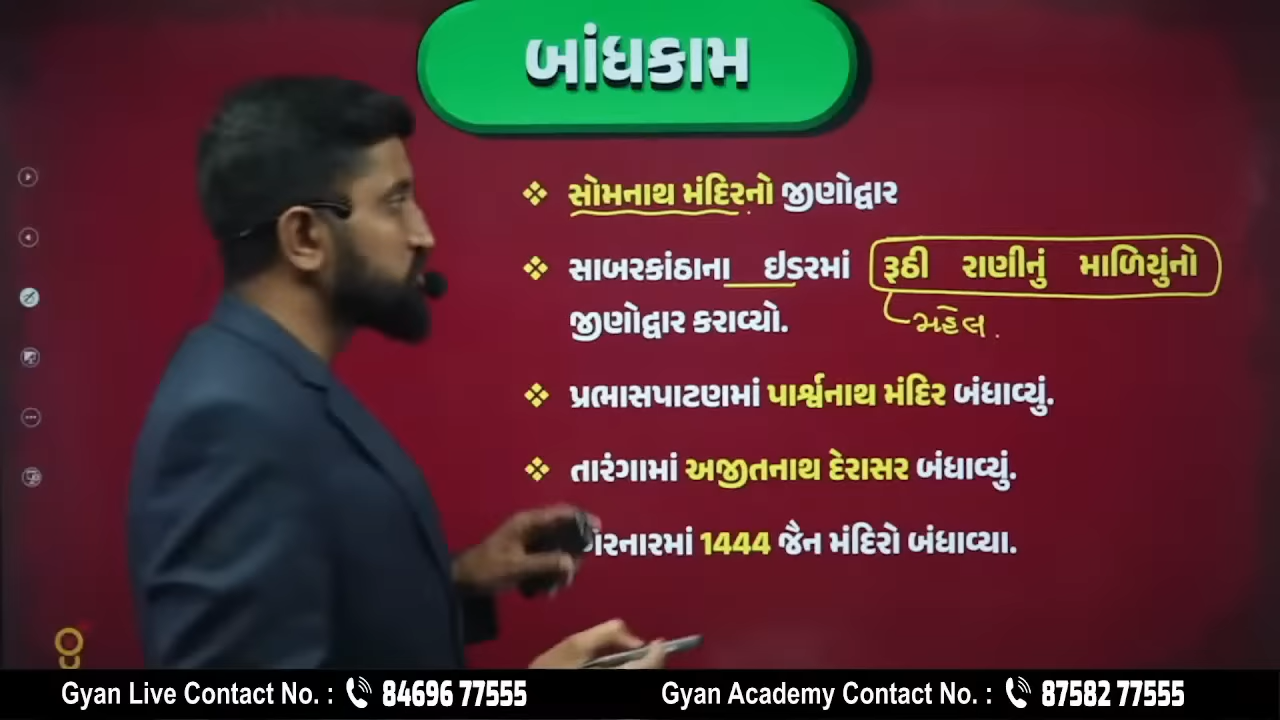 બાંધકામ
❖ સોમનાથ મંદિરનો જીણોદ્વાર
❖ સાબરકાંઠાના ઇડરમાં રૂઠી રાણીનું માળિયુંનો
જીણોદ્વાર કરાવ્યો.
મહેલ.
❖ પ્રભાસપાટણમાં પાર્શ્વનાથ મંદિર બંધાવ્યું.
❖ તારંગામાં અજીતનાથ દેરાસર બંધાવ્યું.
1444 જૈન મંદિરો બંધાવ્યા.
Gyan Live Contact No. : 84696 77555
Gyan Academy Contact No. : 87582 77555